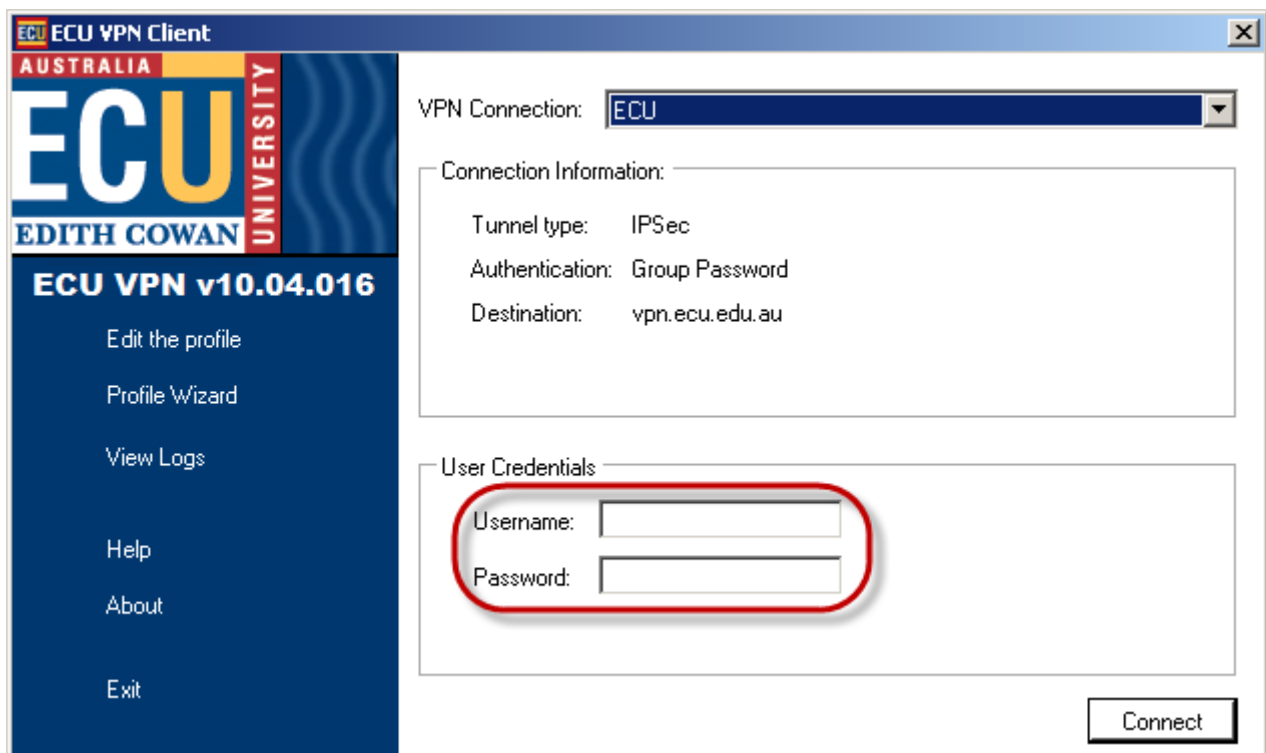 ECU ECU VPN Client
AUSTRALIA
ECU
UNIVERSITY
EDITH COWAN
ECU VPN v10.04.016
Edit the profile
Profile Wizard
View Logs
Help
About
Exit
VPN Connection: ECU
Connection Information:
Tunnel type: IPSec
Authentication: Group Password
Destination: vpn.ecu.edu.au
User Credentials
Username:
Password:
Connect